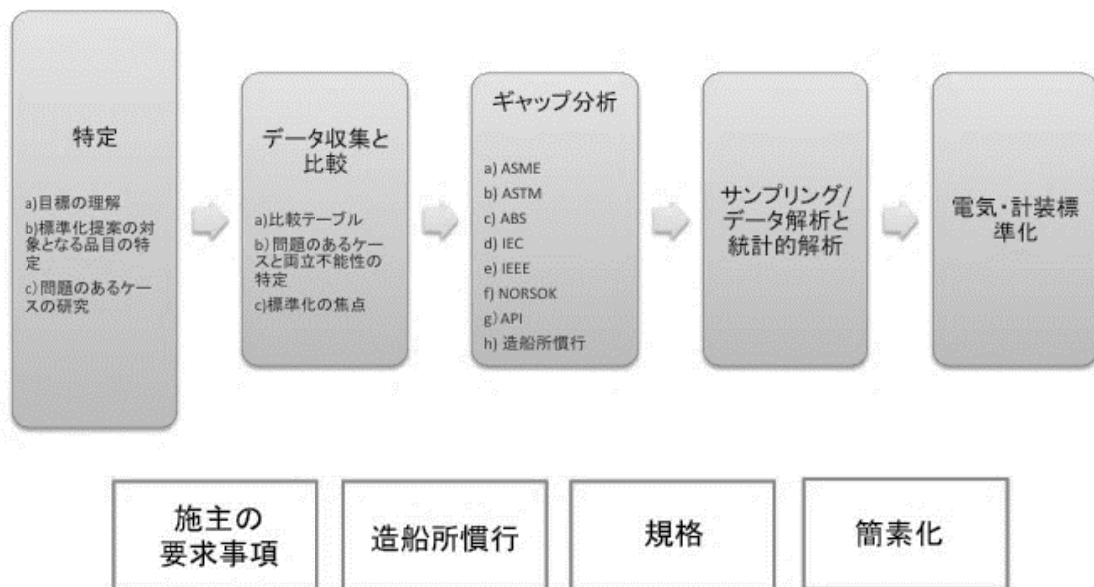 特定
a)目標の理解
b)標準化提案の対
象となる品目の特
定
c)問題のあるケー
スの研究
データ収集と
比較
a)比較テーブル
b)問題のあるケー
スと両立不能性の
特定
c)標準化の焦点
ギャップ分析
a) ASME
b) ASTM
c) ABS
d) IEC
e) IEEE
f) NORSOK
g)API
h) 造船所慣行
サンプリング/
データ解析と
統計的解析
電気・計装標
準化
施主の
要求事項
造船所慣行
規格
簡素化